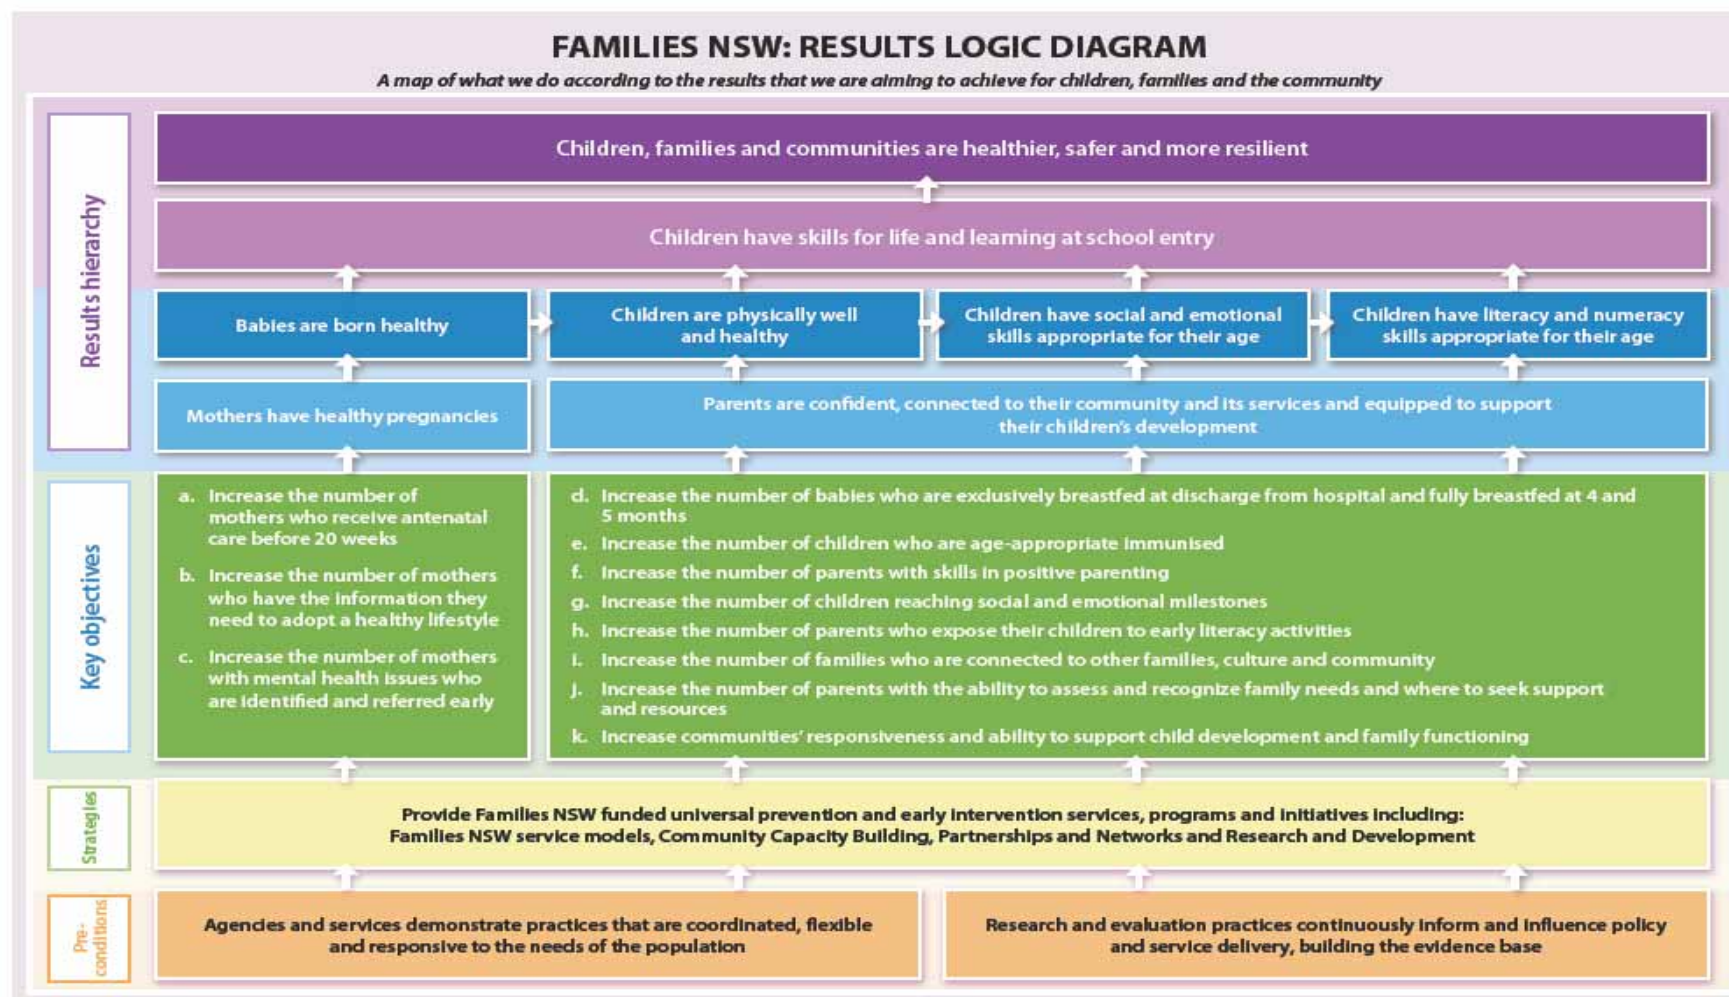 FAMILIES NSW: RESULTS LOGIC DIAGRAM
A map of what we do according to the results that we are aiming to achieve for children, families and the community
Results hierarchy
Children, families and communities are healthier, safer and more resilient
Children have skills for life and learning at school entry
Babies are born healthy
Children are physically well
and healthy
Children have social and emotional
skills appropriate for their age
Children have literacy and numeracy
skills appropriate for their age
Mothers have healthy pregnancies
Parents are confident, connected to their community and its services and equipped to support
their children's development
Key objectives
a. Increase the number of
mothers who receive antenatal
care before 20 weeks
b. Increase the number of mothers
who have the information they
need to adopt a healthy lifestyle
c. Increase the number of mothers
with mental health issues who
are identified and referred early
d. Increase the number of babies who are exclusively breastfed at discharge from hospital and fully breastfed at 4 and
5 months
e. Increase the number of children who are age-appropriate immunised
f. Increase the number of parents with skills in positive parenting
g. Increase the number of children reaching social and emotional milestones
h. Increase the number of parents who expose their children to early literacy activities
i. Increase the number of families who are connected to other families, culture and community
j. Increase the number of parents with the ability to assess and recognize family needs and where to seek support
and resources
k. Increase communities' responsiveness and ability to support child development and family functioning
Strategies
Provide Families NSW funded universal prevention and early intervention services, programs and initiatives including:
Families NSW service models, Community Capacity Building, Partnerships and Networks and Research and Development
Pre-
conditions
Agencies and services demonstrate practices that are coordinated, flexible
and responsive to the needs of the population
Research and evaluation practices continuously inform and influence policy
and service delivery, building the evidence base